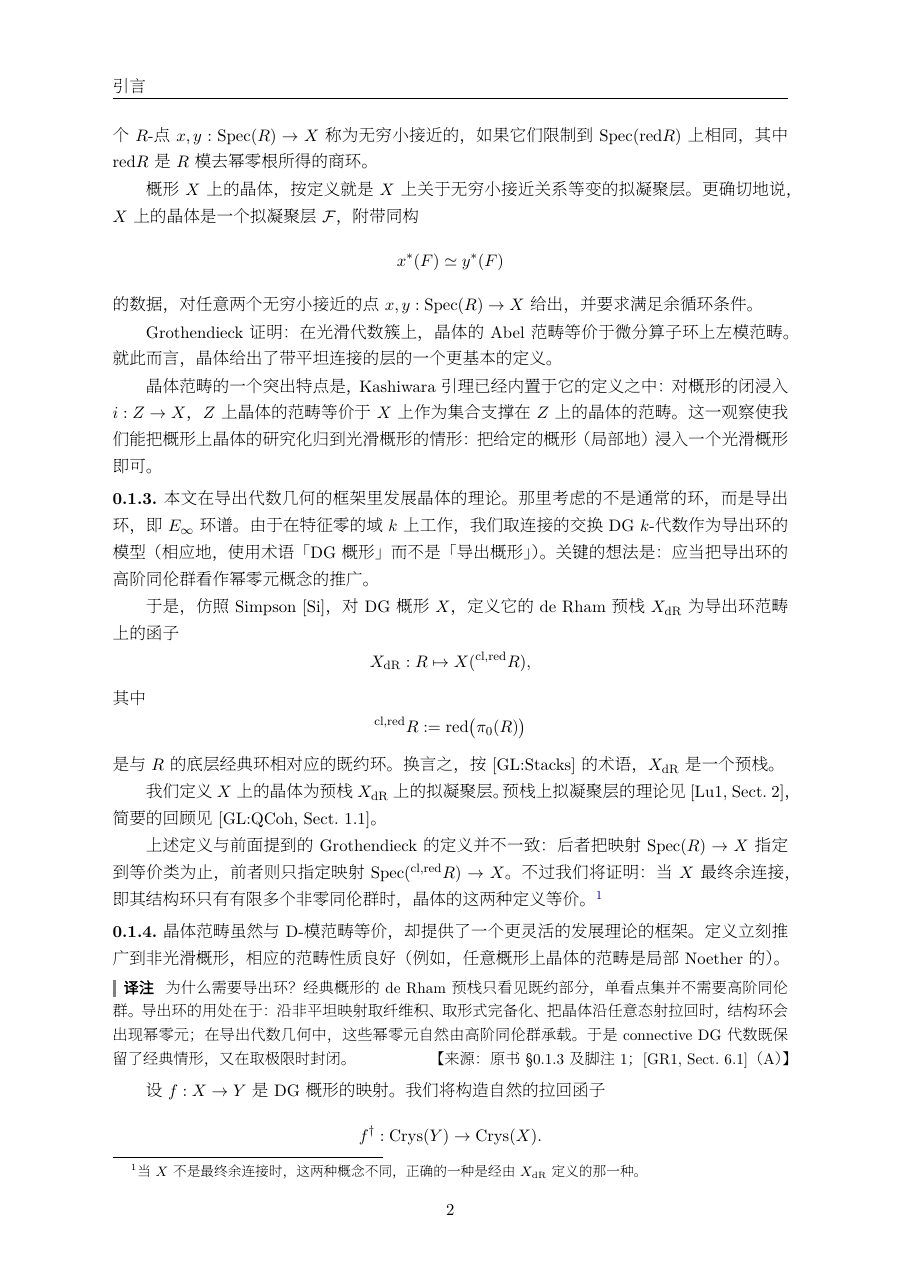 引言
个 R-点 x, y : Spec(R) → X 称为无穷小接近的，如果它们限制到 Spec(redR) 上相同，其中
redR 是 R 模去幂零根所得的商环。
概形 X 上的晶体，按定义就是 X 上关于无穷小接近关系等变的拟凝聚层。更确切地说，
X 上的晶体是一个拟凝聚层 ℱ，附带同构
x*(F) ≃ y*(F)
的数据，对任意两个无穷小接近的点 x, y : Spec(R) → X 给出，并要求满足余循环条件。
Grothendieck 证明：在光滑代数簇上，晶体的 Abel 范畴等价于微分算子环上左模范畴。
就此而言，晶体给出了带平坦连接的层的一个更基本的定义。
晶体范畴的一个突出特点是，Kashiwara 引理已经内置于它的定义之中：对概形的闭浸入
i : Z → X，Z 上晶体的范畴等价于 X 上作为集合支撑在 Z 上的晶体的范畴。这一观察使我
们能把概形上晶体的研究化归到光滑概形的情形：把给定的概形（局部地）浸入一个光滑概形
即可。
0.1.3. 本文在导出代数几何的框架里发展晶体的理论。那里考虑的不是通常的环，而是导出
环，即 E∞ 环谱。由于在特征零的域 k 上工作，我们取连接的交换 DG k-代数作为导出环的
模型（相应地，使用术语「DG 概形」而不是「导出概形」）。关键的想法是：应当把导出环的
高阶同伦群看作幂零元概念的推广。
于是，仿照 Simpson [Si]，对 DG 概形 X，定义它的 de Rham 预栈 X_dR 为导出环范畴
上的函子
X_dR : R ↦ X(^{cl,red}R),
其中
^{cl,red}R := red(π₀(R))
是与 R 的底层经典环相对应的既约环。换言之，按 [GL:Stacks] 的术语，X_dR 是一个预栈。
我们定义 X 上的晶体为预栈 X_dR 上的拟凝聚层。预栈上拟凝聚层的理论见 [Lu1, Sect. 2]，
简要的回顾见 [GL:QCoh, Sect. 1.1]。
上述定义与前面提到的 Grothendieck 的定义并不一致：后者把映射 Spec(R) → X 指定
到等价类为止，前者则只指定映射 Spec(^{cl,red}R) → X。不过我们将证明：当 X 最终余连接，
即其结构环只有有限多个非零同伦群时，晶体的这两种定义等价。¹
0.1.4. 晶体范畴虽然与 D-模范畴等价，却提供了一个更灵活的发展理论的框架。定义立刻推
广到非光滑概形，相应的范畴性质良好（例如，任意概形上晶体的范畴是局部 Noether 的）。
译注 为什么需要导出环？经典概形的 de Rham 预栈只看见既约部分，单看点集并不需要高阶同伦
群。导出环的用处在于：沿非平坦映射取纤维积、取形式完备化、把晶体沿任意态射拉回时，结构环会
出现幂零元；在导出代数几何中，这些幂零元自然由高阶同伦群承载。于是 connective DG 代数既保
留了经典情形，又在取极限时封闭。 【来源：原书 §0.1.3 及脚注 1；[GR1, Sect. 6.1]（A）】
设 f : X → Y 是 DG 概形的映射。我们将构造自然的拉回函子
f† : Crys(Y) → Crys(X).
¹当 X 不是最终余连接时，这两种概念不同，正确的一种是经由 X_dR 定义的那一种。
2